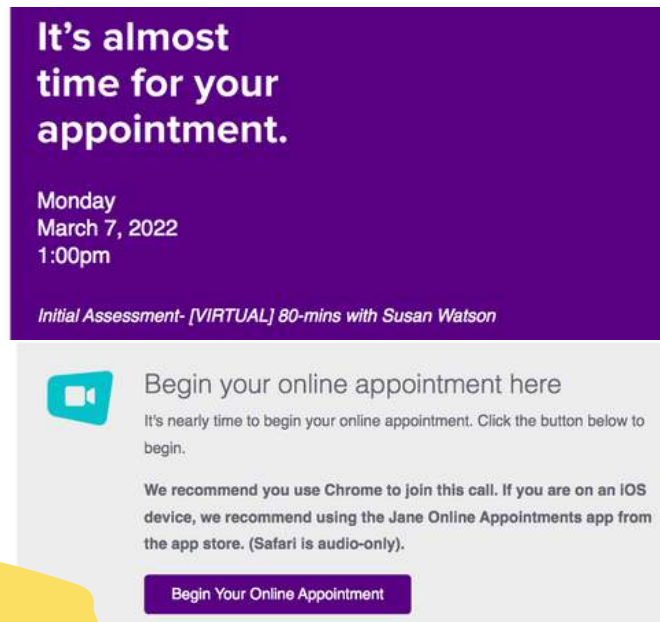 It's almost
time for your
appointment.
Monday
March 7, 2022
1:00pm
Initial Assessment- [VIRTUAL] 80-mins with Susan Watson
Begin your online appointment here
It's nearly time to begin your online appointment. Click the button below to
begin.
We recommend you use Chrome to join this call. If you are on an iOS
device, we recommend using the Jane Online Appointments app from
the app store. (Safari is audio-only).
Begin Your Online Appointment